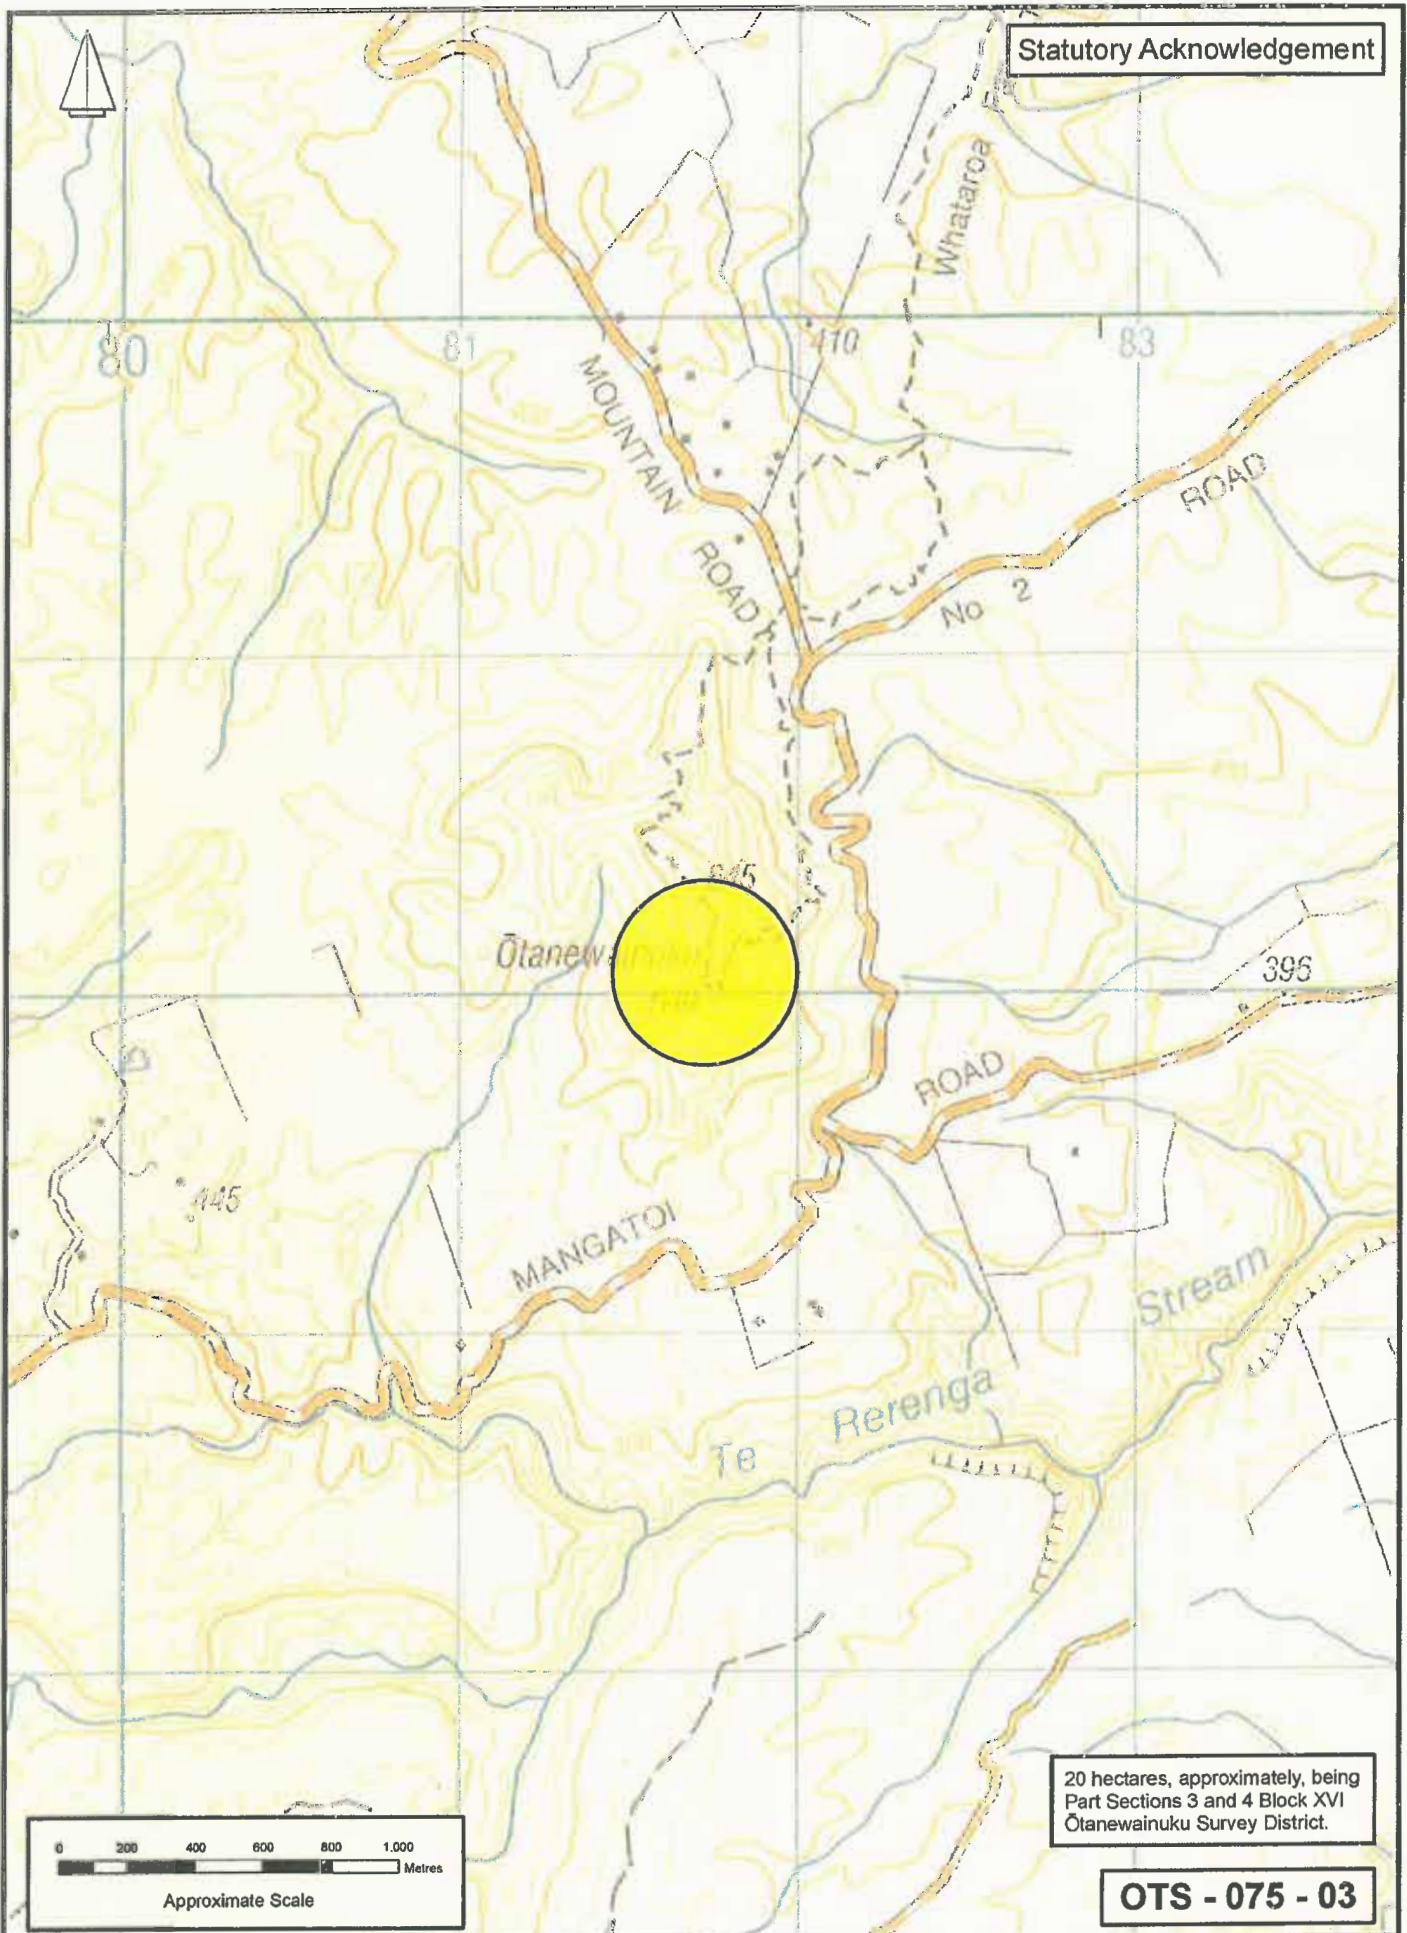 Statutory Acknowledgement
Whataroa
80
81
410
83
MOUNTAIN
ROAD
ROAD
No 2
645
396
ROAD
445
MANGATOI
Stream
Rerenga
Te
20 hectares, approximately, being
Part Sections 3 and 4 Block XVI
Ōtanewainuku Survey District.
0 200 400 600 800 1,000
Metres
Approximate Scale
OTS - 075 - 03